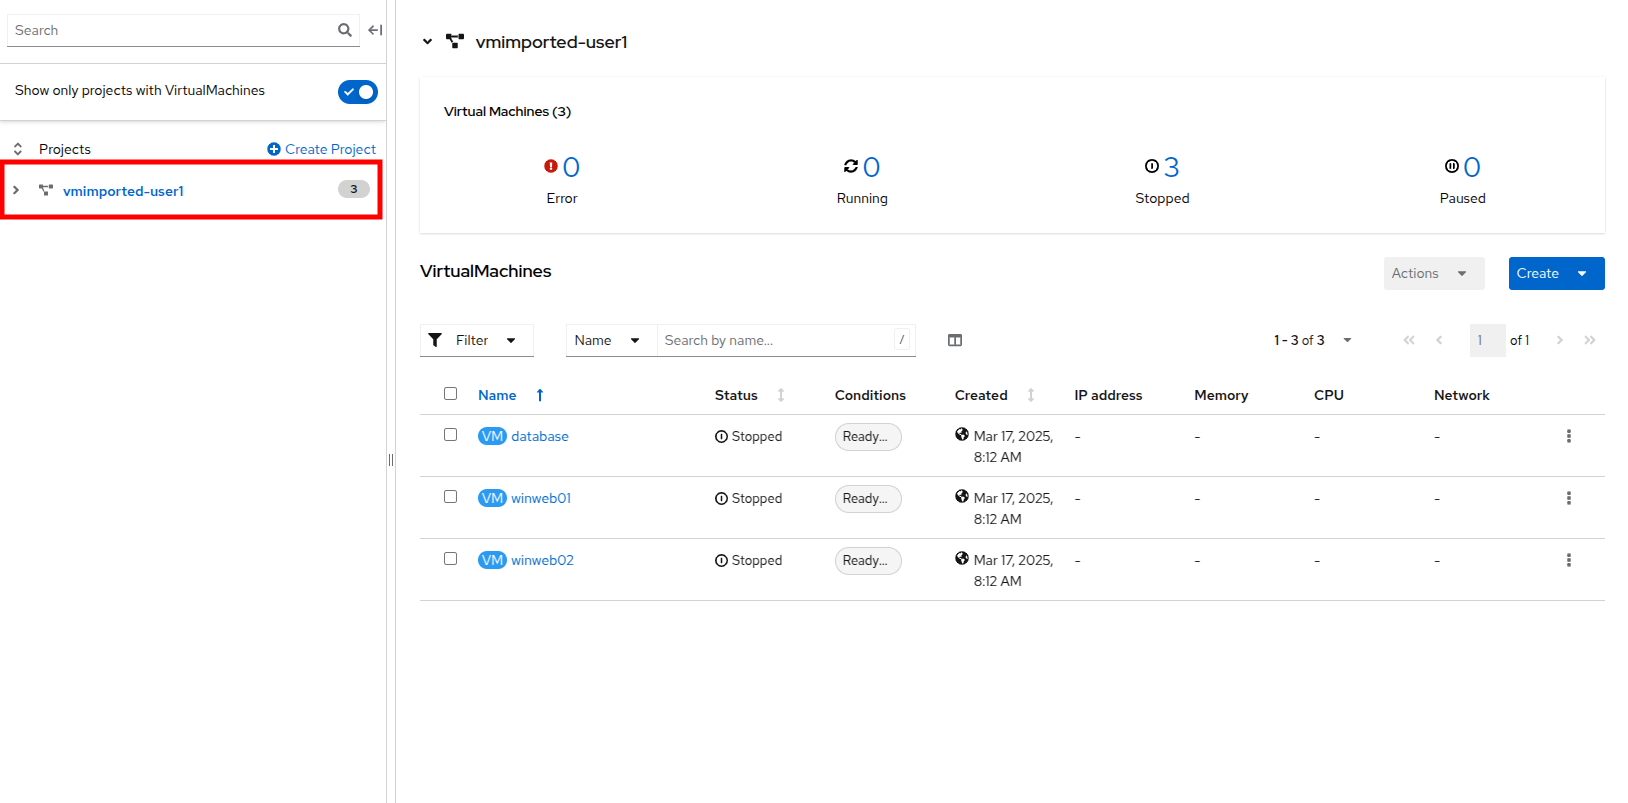 Search
Show only projects with VirtualMachines
Projects
Create Project
vmimported-user1
3
vmimported-user1
Virtual Machines (3)
0
Error
0
Running
3
Stopped
0
Paused
VirtualMachines
Actions
Create
Filter
Name
Search by name...
/
1 - 3 of 3
1
of 1
Name Status Conditions Created IP address Memory CPU Network
VM database Stopped Ready... Mar 17, 2025, - - - -
8:12 AM
VM winweb01 Stopped Ready... Mar 17, 2025, - - - -
8:12 AM
VM winweb02 Stopped Ready... Mar 17, 2025, - - - -
8:12 AM